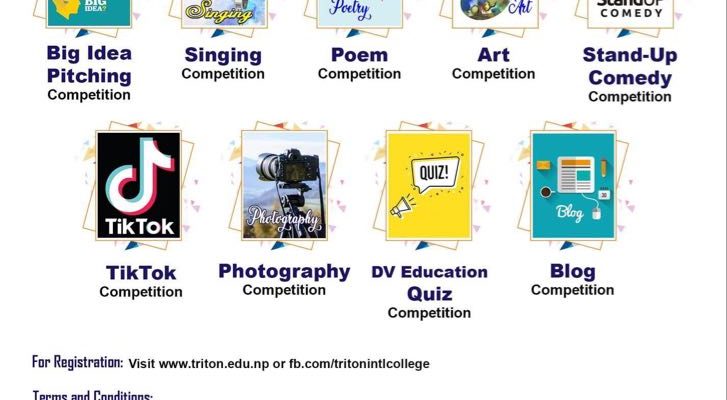 BIG
IDEA?
Singing
Poetry
Art
StandUP
COMEDY
Big Idea
Pitching
Competition
Singing
Competition
Poem
Competition
Art
Competition
Stand-Up
Comedy
Competition
TikTok
Photography
QUIZ!
Blog
30
TikTok
Competition
Photography
Competition
DV Education
Quiz
Competition
Blog
Competition
For Registration: Visit www.triton.edu.np or fb.com/tritonintlcollege
Terms and Conditions: